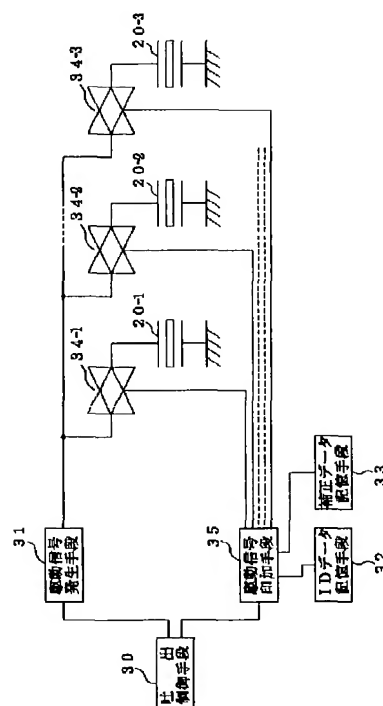 31
駆動信号
発生手段
34-1
34-2
34-3
20-1
20-2
20-3
30
吐出
制御手段
35
駆動信号
印加手段
IDデータ
記憶手段
32
補正データ
記憶手段
33